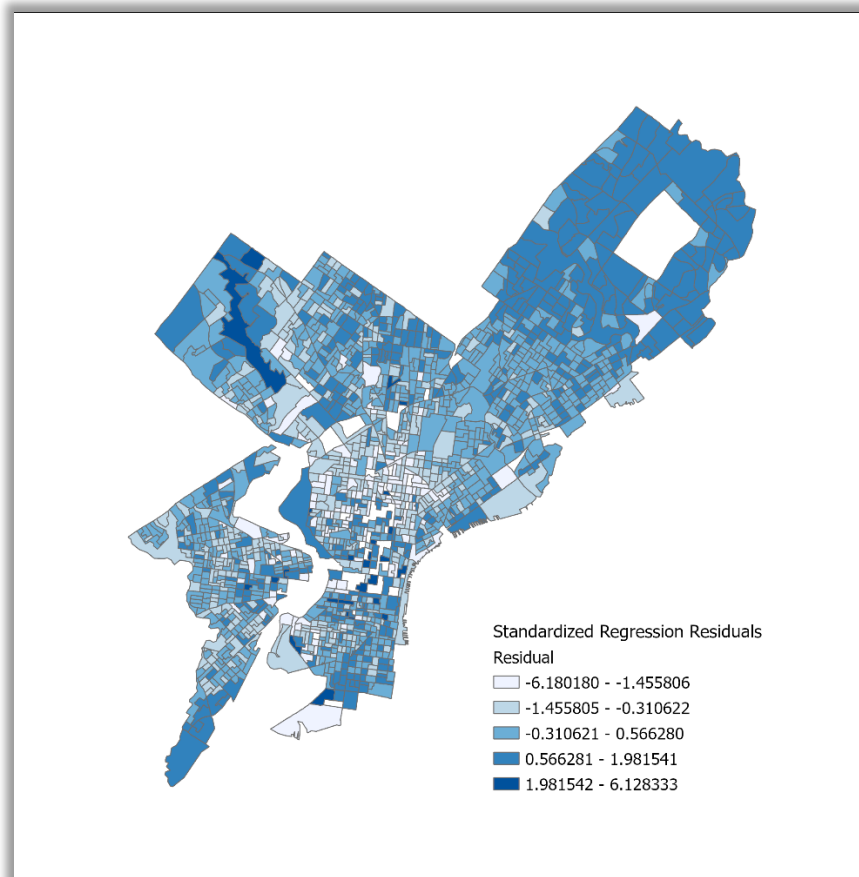 Standardized Regression Residuals
Residual
-6.180180 - -1.455806
-1.455805 - -0.310622
-0.310621 - 0.566280
0.566281 - 1.981541
1.981542 - 6.128333